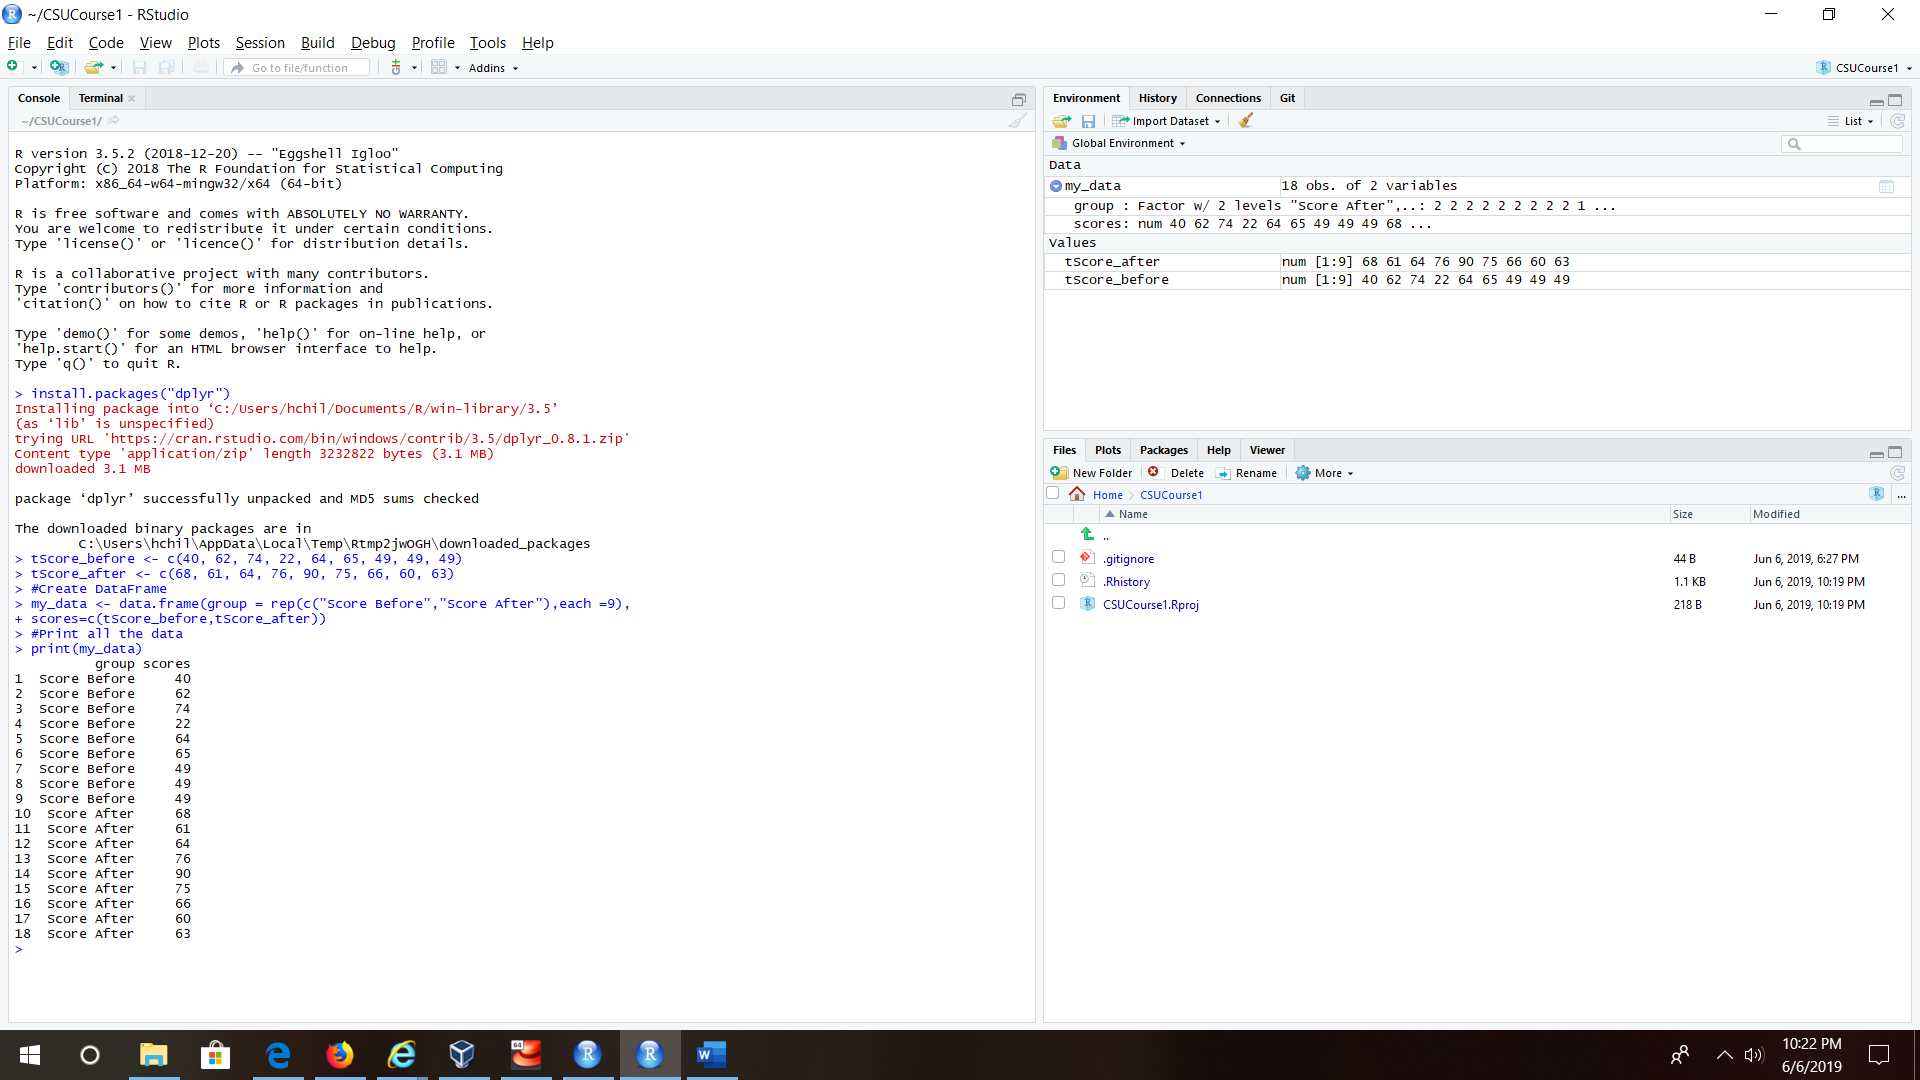 ~/CSUCourse1 - RStudio
File Edit Code View Plots Session Build Debug Profile Tools Help
Go to file/function Addins CSUCourse1
Console Terminal
~/CSUCourse1/
R version 3.5.2 (2018-12-20) -- "Eggshell Igloo"
Copyright (C) 2018 The R Foundation for Statistical Computing
Platform: x86_64-w64-mingw32/x64 (64-bit)
R is free software and comes with ABSOLUTELY NO WARRANTY.
You are welcome to redistribute it under certain conditions.
Type 'license()' or 'licence()' for distribution details.
R is a collaborative project with many contributors.
Type 'contributors()' for more information and
'citation()' on how to cite R or R packages in publications.
Type 'demo()' for some demos, 'help()' for on-line help, or
'help.start()' for an HTML browser interface to help.
Type 'q()' to quit R.
> install.packages("dplyr")
Installing package into ‘C:/Users/hchil/Documents/R/win-library/3.5’
(as ‘lib’ is unspecified)
trying URL 'https://cran.rstudio.com/bin/windows/contrib/3.5/dplyr_0.8.1.zip'
Content type 'application/zip' length 3232822 bytes (3.1 MB)
downloaded 3.1 MB
package ‘dplyr’ successfully unpacked and MD5 sums checked
The downloaded binary packages are in
C:\Users\hchil\AppData\Local\Temp\Rtmp2jwOGH\downloaded_packages
> tScore_before <- c(40, 62, 74, 22, 64, 65, 49, 49, 49)
> tScore_after <- c(68, 61, 64, 76, 90, 75, 66, 60, 63)
> #Create DataFrame
> my_data <- data.frame(group = rep(c("Score Before","Score After"),each =9),
+ scores=c(tScore_before,tScore_after))
> #Print all the data
> print(my_data)
group scores
1 Score Before 40
2 Score Before 62
3 Score Before 74
4 Score Before 22
5 Score Before 64
6 Score Before 65
7 Score Before 49
8 Score Before 49
9 Score Before 49
10 Score After 68
11 Score After 61
12 Score After 64
13 Score After 76
14 Score After 90
15 Score After 75
16 Score After 66
17 Score After 60
18 Score After 63
>
Environment History Connections Git
Import Dataset List
Global Environment
Data
my_data 18 obs. of 2 variables
group : Factor w/ 2 levels "Score After",..: 2 2 2 2 2 2 2 2 2 1 ...
scores: num 40 62 74 22 64 65 49 49 49 68 ...
Values
tScore_after num [1:9] 68 61 64 76 90 75 66 60 63
tScore_before num [1:9] 40 62 74 22 64 65 49 49 49
Files Plots Packages Help Viewer
New Folder Delete Rename More
Home CSUCourse1 ...
Name Size Modified
..
.gitignore 44 B Jun 6, 2019, 6:27 PM
.Rhistory 1.1 KB Jun 6, 2019, 10:19 PM
CSUCourse1.Rproj 218 B Jun 6, 2019, 10:19 PM
10:22 PM
6/6/2019